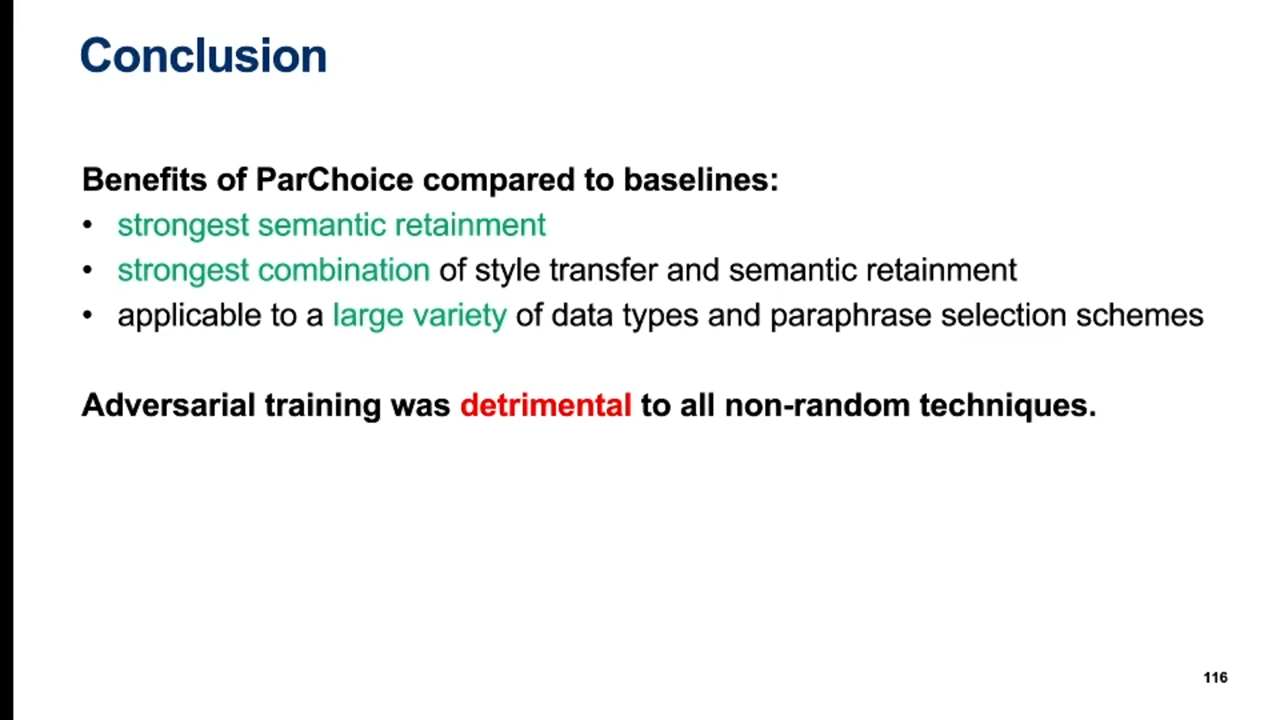 Conclusion
Benefits of ParChoice compared to baselines:
• strongest semantic retainment
• strongest combination of style transfer and semantic retainment
• applicable to a large variety of data types and paraphrase selection schemes
Adversarial training was detrimental to all non-random techniques.
116